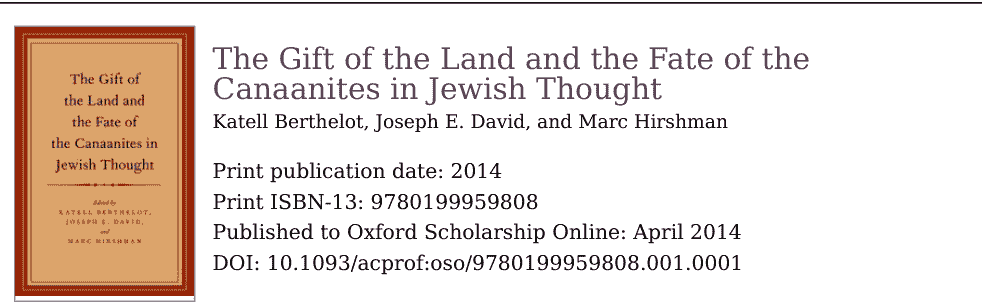 The Gift of
the Land and
the Fate of
the Canaanites in
Jewish Thought
Edited by
KATELL BERTHELOT,
JOSEPH E. DAVID,
and
MARC HIRSHMAN
The Gift of the Land and the Fate of the
Canaanites in Jewish Thought
Katell Berthelot, Joseph E. David, and Marc Hirshman
Print publication date: 2014
Print ISBN-13: 9780199959808
Published to Oxford Scholarship Online: April 2014
DOI: 10.1093/acprof:oso/9780199959808.001.0001